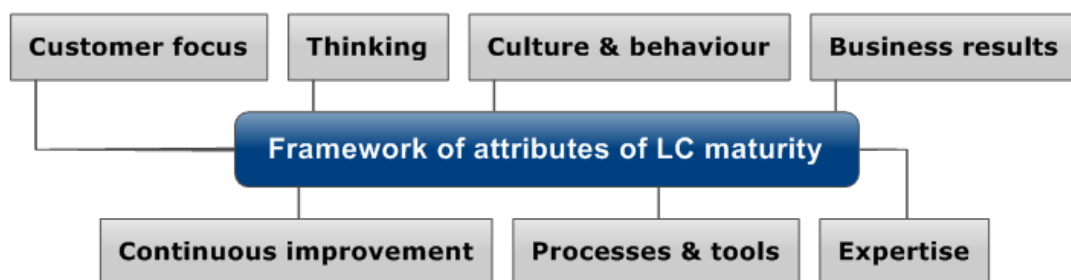 Customer focus
Thinking
Culture & behaviour
Business results
Framework of attributes of LC maturity
Continuous improvement
Processes & tools
Expertise